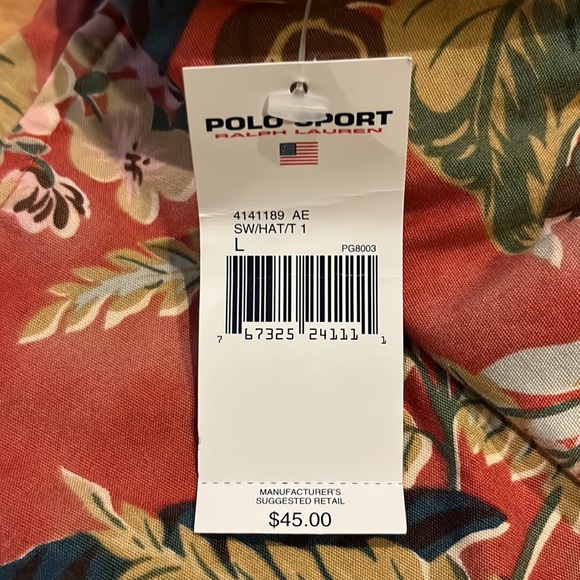 POLO SPORT
RALPH LAUREN
4141189 AE
SW/HAT/T 1
L PG8003
7 67325 24111 1
MANUFACTURER'S
SUGGESTED RETAIL
$45.00